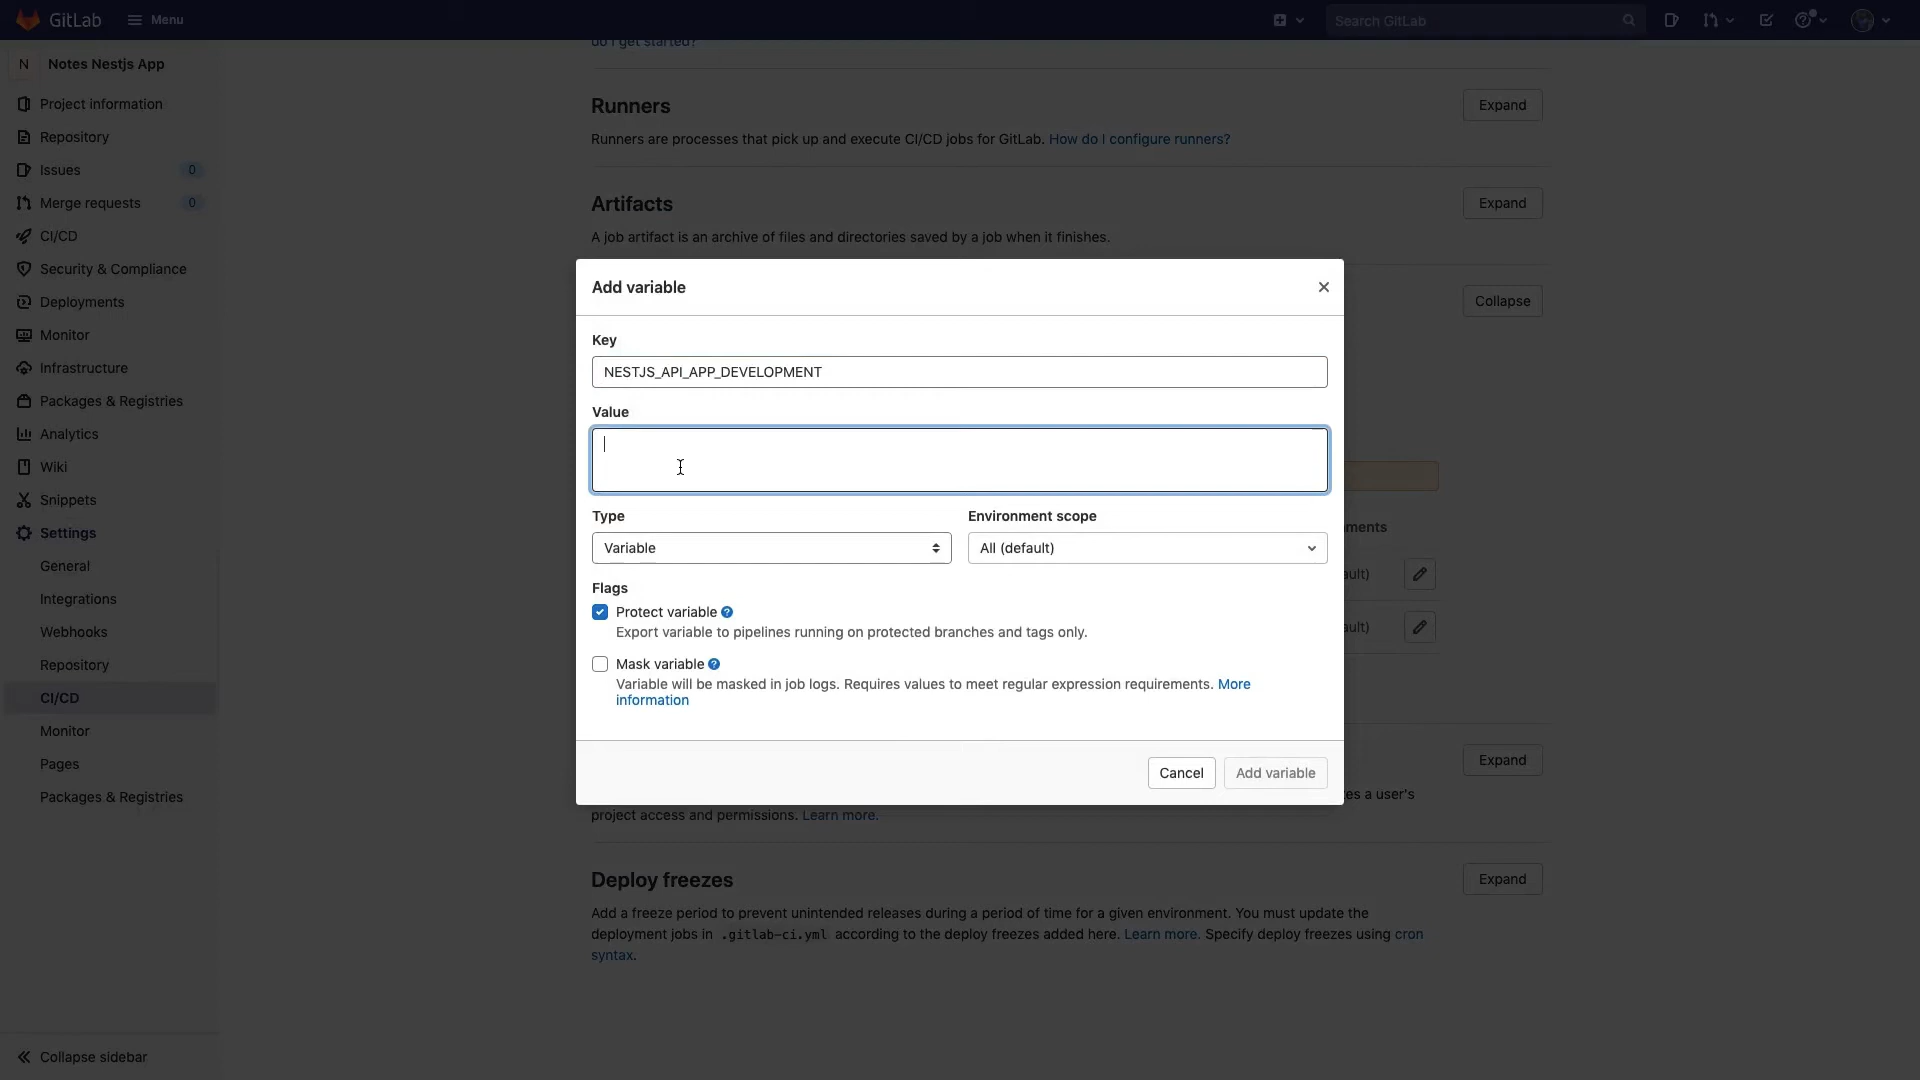 GitLab
Menu
Search GitLab
do I get started?
N
Notes Nestjs App
Project information
Repository
Issues
0
Merge requests
0
CI/CD
Security & Compliance
Deployments
Monitor
Infrastructure
Packages & Registries
Analytics
Wiki
Snippets
Settings
General
Integrations
Webhooks
Repository
CI/CD
Monitor
Pages
Packages & Registries
Collapse sidebar
Runners
Expand
Runners are processes that pick up and execute CI/CD jobs for GitLab. How do I configure runners?
Artifacts
Expand
A job artifact is an archive of files and directories saved by a job when it finishes.
Collapse
Add variable
Key
NESTJS_API_APP_DEVELOPMENT
Value
Type
Environment scope
Variable
All (default)
Flags
Protect variable
Export variable to pipelines running on protected branches and tags only.
Mask variable
Variable will be masked in job logs. Requires values to meet regular expression requirements. More
information
Cancel
Add variable
Expand
a user's
project access and permissions. Learn more.
Deploy freezes
Expand
Add a freeze period to prevent unintended releases during a period of time for a given environment. You must update the
deployment jobs in .gitlab-ci.yml according to the deploy freezes added here. Learn more. Specify deploy freezes using cron
syntax.